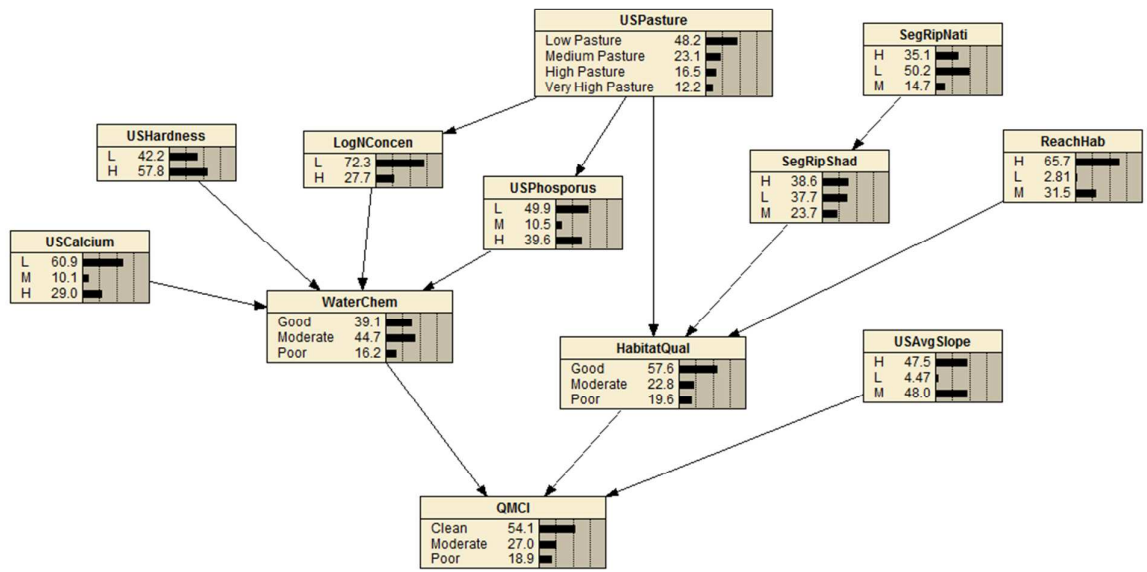 USPasture
Low Pasture 48.2
Medium Pasture 23.1
High Pasture 16.5
Very High Pasture 12.2
SegRipNati
H 35.1
L 50.2
M 14.7
USHardness
L 42.2
H 57.8
LogNConcen
L 72.3
H 27.7
ReachHab
H 65.7
L 2.81
M 31.5
SegRipShad
H 38.6
L 37.7
M 23.7
USPhosporus
L 49.9
M 10.5
H 39.6
USCalcium
L 60.9
M 10.1
H 29.0
WaterChem
Good 39.1
Moderate 44.7
Poor 16.2
HabitatQual
Good 57.6
Moderate 22.8
Poor 19.6
USAvgSlope
H 47.5
L 4.47
M 48.0
QMCI
Clean 54.1
Moderate 27.0
Poor 18.9